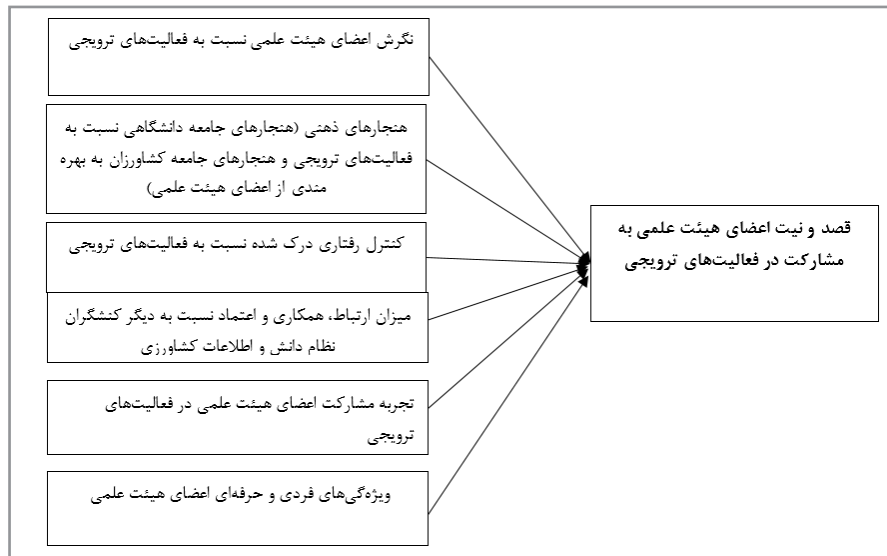 نگرش اعضای هیئت علمی نسبت به فعالیت‌های ترویجی
هنجارهای ذهنی (هنجارهای جامعه دانشگاهی نسبت به
فعالیت‌های ترویجی و هنجارهای جامعه کشاورزان به بهره
مندی از اعضای هیئت علمی)
کنترل رفتاری درک شده نسبت به فعالیت‌های ترویجی
میزان ارتباط، همکاری و اعتماد نسبت به دیگر کنشگران
نظام دانش و اطلاعات کشاورزی
تجربه مشارکت اعضای هیئت علمی در فعالیت‌های
ترویجی
ویژه‌گی‌های فردی و حرفه‌ای اعضای هیئت علمی
قصد و نیت اعضای هیئت علمی به
مشارکت در فعالیت‌های ترویجی